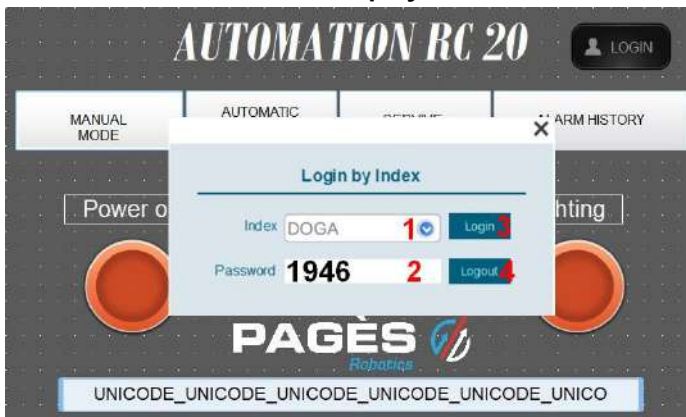 AUTOMATION RC 20
LOGIN
MANUAL MODE
AUTOMATIC
ALARM HISTORY
×
Login by Index
Power o
hting
Index DOGA 1 Login 3
Password 1946 2 Logout 4
PAGÈS
Robotics
UNICODE_UNICODE_UNICODE_UNICODE_UNICODE_UNICO